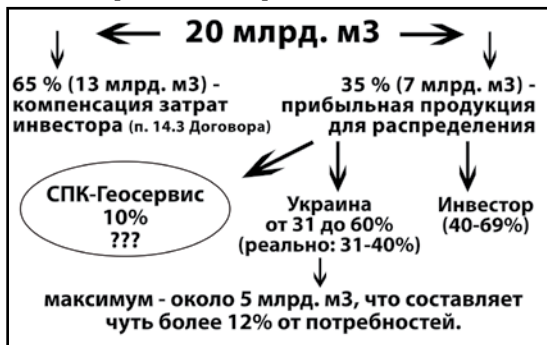 20 млрд. м3
65 % (13 млрд. м3) -
компенсация затрат
инвестора (п. 14.3 Договора)
35 % (7 млрд. м3) -
прибыльная продукция
для распределения
СПК-Геосервис
10%
???
Украина
от 31 до 60%
(реально: 31-40%)
Инвестор
(40-69%)
максимум - около 5 млрд. м3, что составляет
чуть более 12% от потребностей.